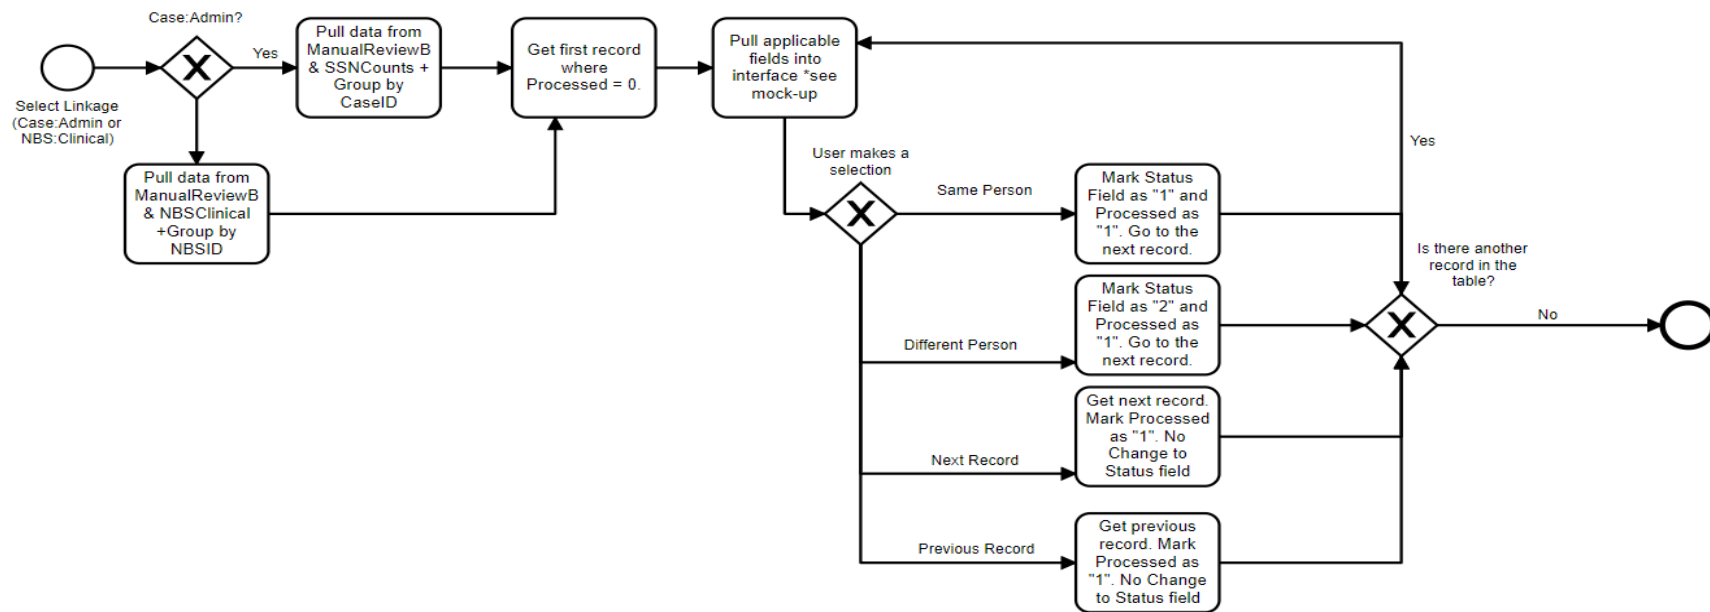 Case:Admin?
Yes
Select Linkage
(Case:Admin or
NBS:Clinical)
Pull data from
ManualReviewB
& SSNCounts +
Group by
CaseID
Get first record
where
Processed = 0.
Pull applicable
fields into
interface *see
mock-up
Pull data from
ManualReviewB
& NBSClinical
+Group by
NBSID
User makes a
selection
Same Person
Mark Status
Field as "1" and
Processed as
"1". Go to the
next record.
Yes
Is there another
record in the
table?
Different Person
Mark Status
Field as "2" and
Processed as
"1". Go to the
next record.
No
Next Record
Get next record.
Mark Processed
as "1". No
Change to
Status field
Previous Record
Get previous
record. Mark
Processed as
"1". No Change
to Status field